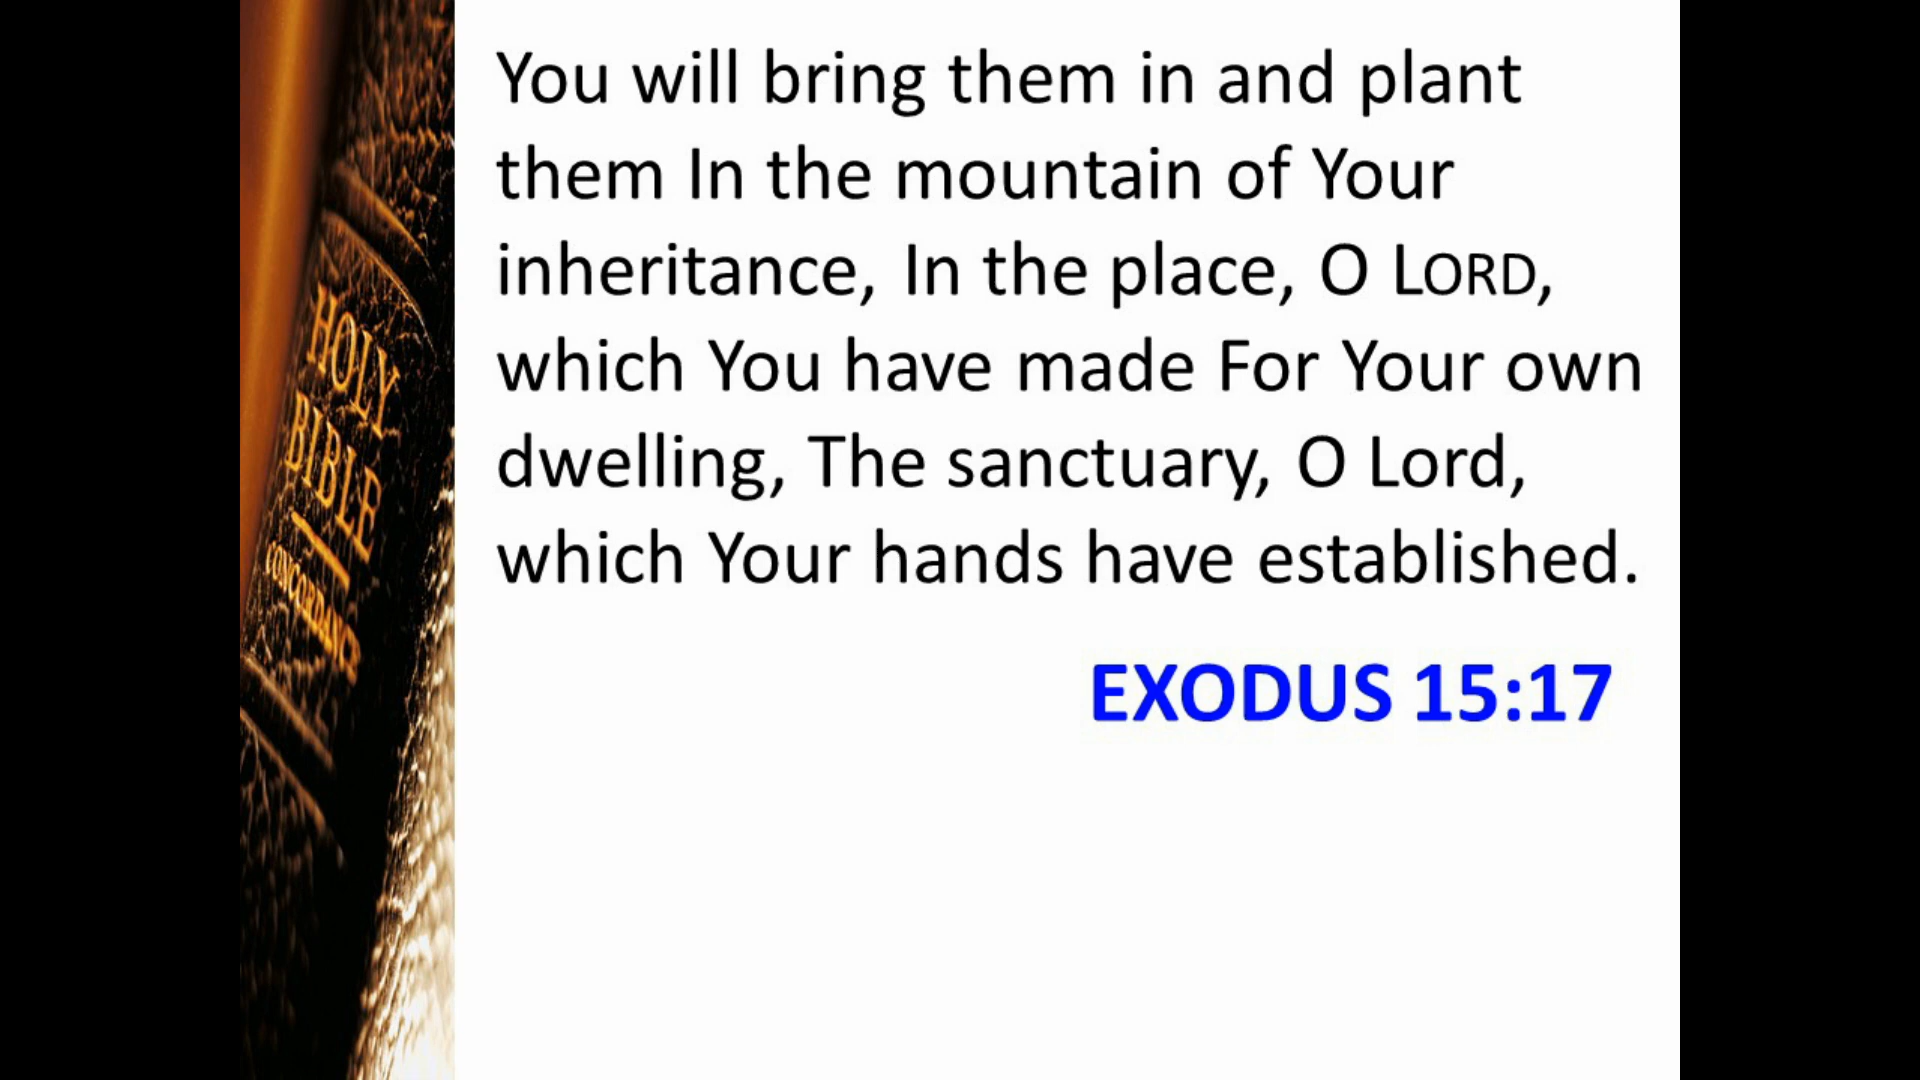 HOLY
BIBLE
CONCORDANCE
You will bring them in and plant
them In the mountain of Your
inheritance, In the place, O LORD,
which You have made For Your own
dwelling, The sanctuary, O Lord,
which Your hands have established.
EXODUS 15:17